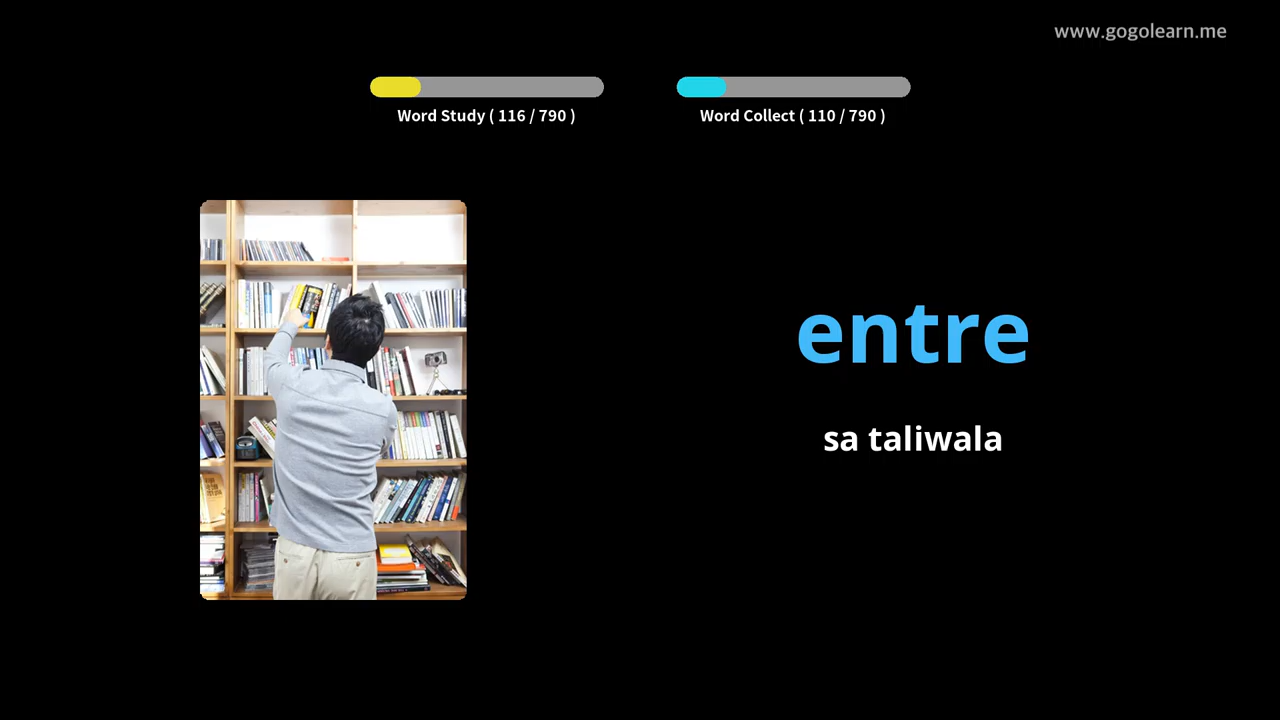 www.gogolearn.me
Word Study ( 116 / 790 )
Word Collect ( 110 / 790 )
entre
sa taliwala